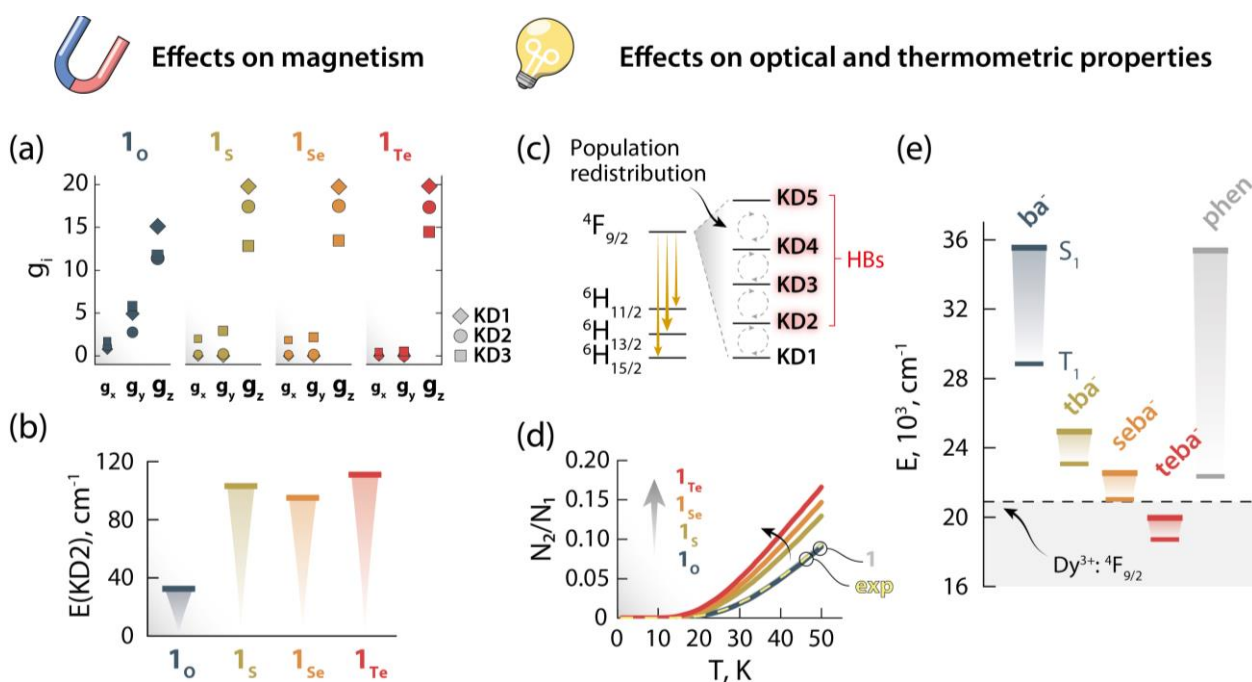 Effects on magnetism
Effects on optical and thermometric properties
(a)
1O 1S 1Se 1Te
20
15
10
5
0
gi
gx gy gz gx gy gz gx gy gz gx gy gz
KD1
KD2
KD3
(b)
120
80
40
0
E(KD2), cm⁻¹
1O 1S 1Se 1Te
(c)
Population
redistribution
⁴F9/2
⁶H11/2
⁶H13/2
⁶H15/2
KD5
KD4
KD3
KD2
KD1
HBs
(d)
0.20
0.15
0.10
0.05
0
N2/N1
1Te
1Se
1S
1O
1
exp
10 30 50
0 20 40
T, K
(e)
36
32
28
24
20
16
E, 10³, cm⁻¹
ba⁻
S1
T1
tba⁻
seba⁻
teba⁻
phen
Dy³⁺: ⁴F9/2